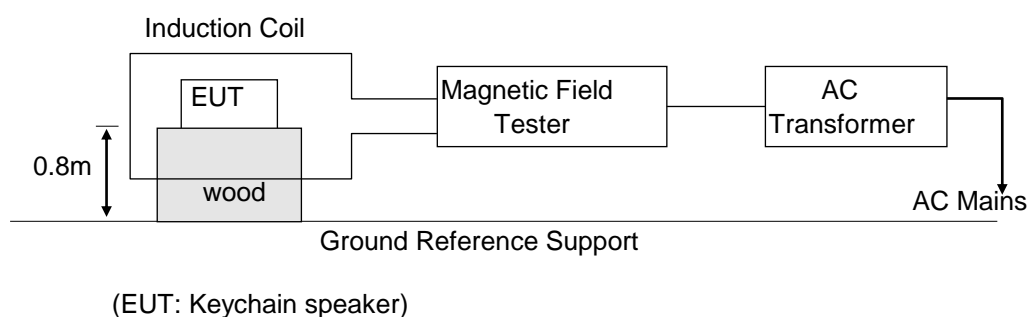 Induction Coil
EUT
Magnetic Field
Tester
AC
Transformer
0.8m
wood
AC Mains
Ground Reference Support
(EUT: Keychain speaker)